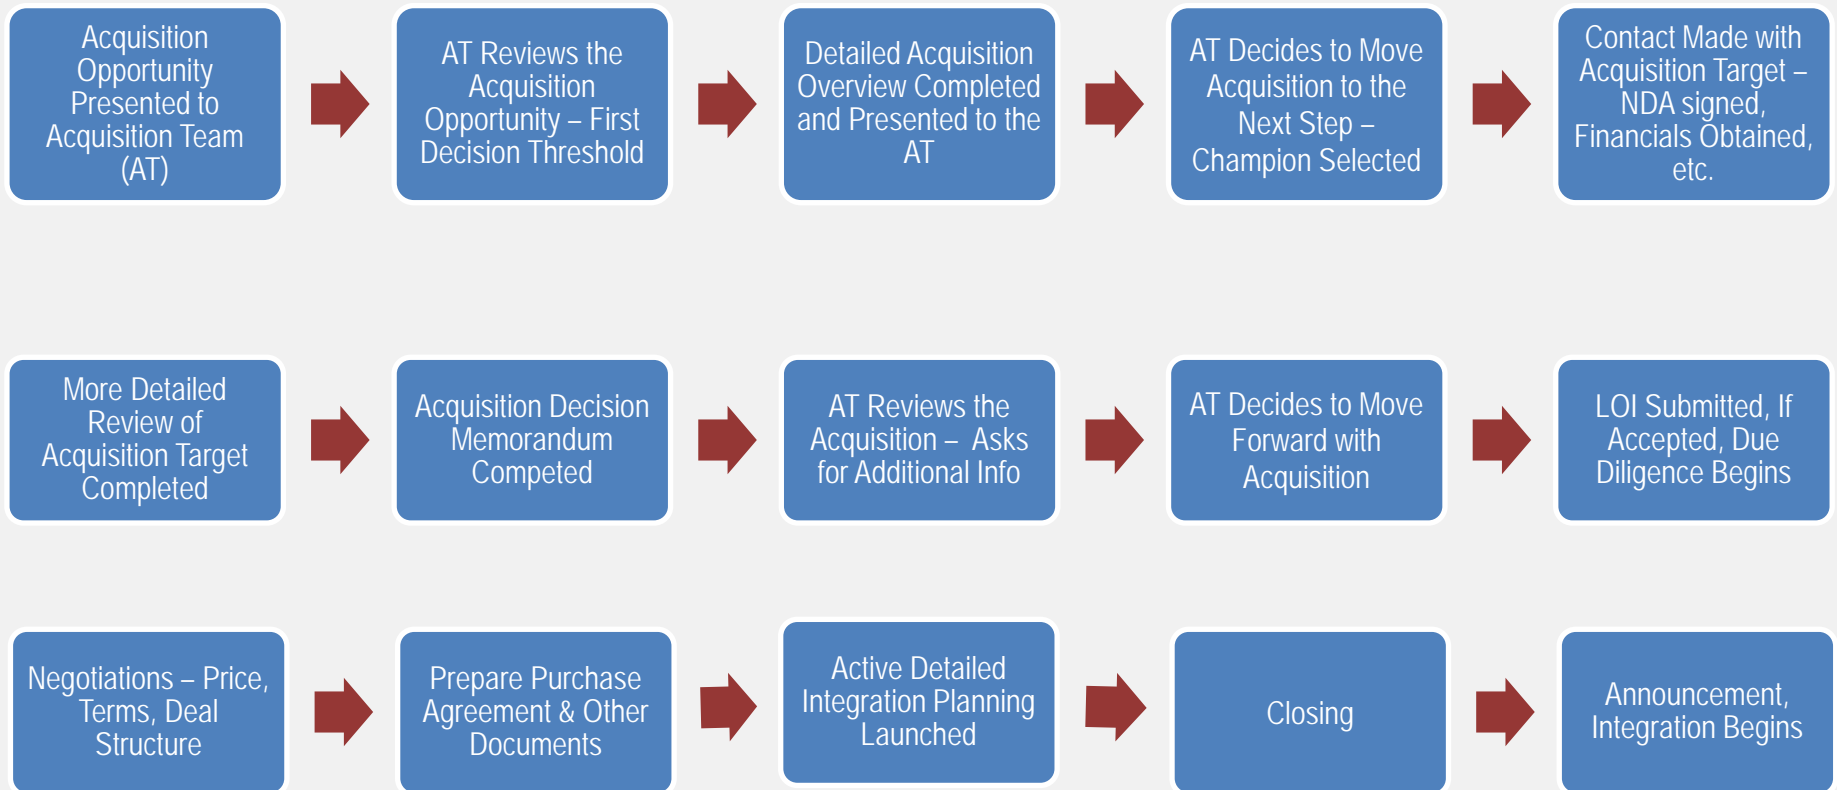 Acquisition
Opportunity
Presented to
Acquisition Team
(AT)
AT Reviews the
Acquisition
Opportunity – First
Decision Threshold
Detailed Acquisition
Overview Completed
and Presented to the
AT
AT Decides to Move
Acquisition to the
Next Step –
Champion Selected
Contact Made with
Acquisition Target –
NDA signed,
Financials Obtained,
etc.
More Detailed
Review of
Acquisition Target
Completed
Acquisition Decision
Memorandum
Competed
AT Reviews the
Acquisition – Asks
for Additional Info
AT Decides to Move
Forward with
Acquisition
LOI Submitted, If
Accepted, Due
Diligence Begins
Negotiations – Price,
Terms, Deal
Structure
Prepare Purchase
Agreement & Other
Documents
Active Detailed
Integration Planning
Launched
Closing
Announcement,
Integration Begins